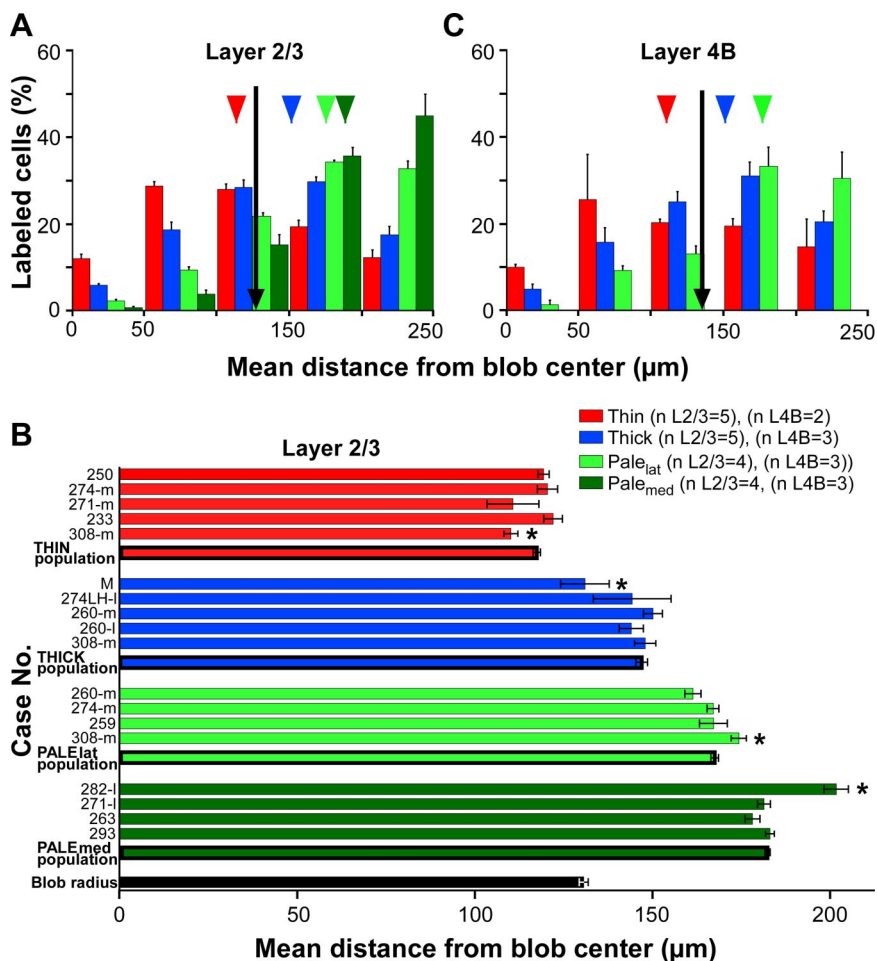 A
Layer 2/3
60
40
20
0
Labeled cells (%)
0 50 150 250
C
Layer 4B
60
40
20
0
0 50 150 250
Mean distance from blob center (µm)
B
Layer 2/3
Thin (n L2/3=5), (n L4B=2)
Thick (n L2/3=5), (n L4B=3)
Palelat (n L2/3=4), (n L4B=3))
Palemed (n L2/3=4, (n L4B=3)
Case No.
250
274-m
271-m
233
308-m *
THIN
population
M *
274LH-l
260-m
260-l
308-m
THICK
population
260-m
274-m
259
308-m *
PALElat
population
282-l *
271-l
263
293
PALEmed
population
Blob radius
0 50 100 150 200
Mean distance from blob center (µm)